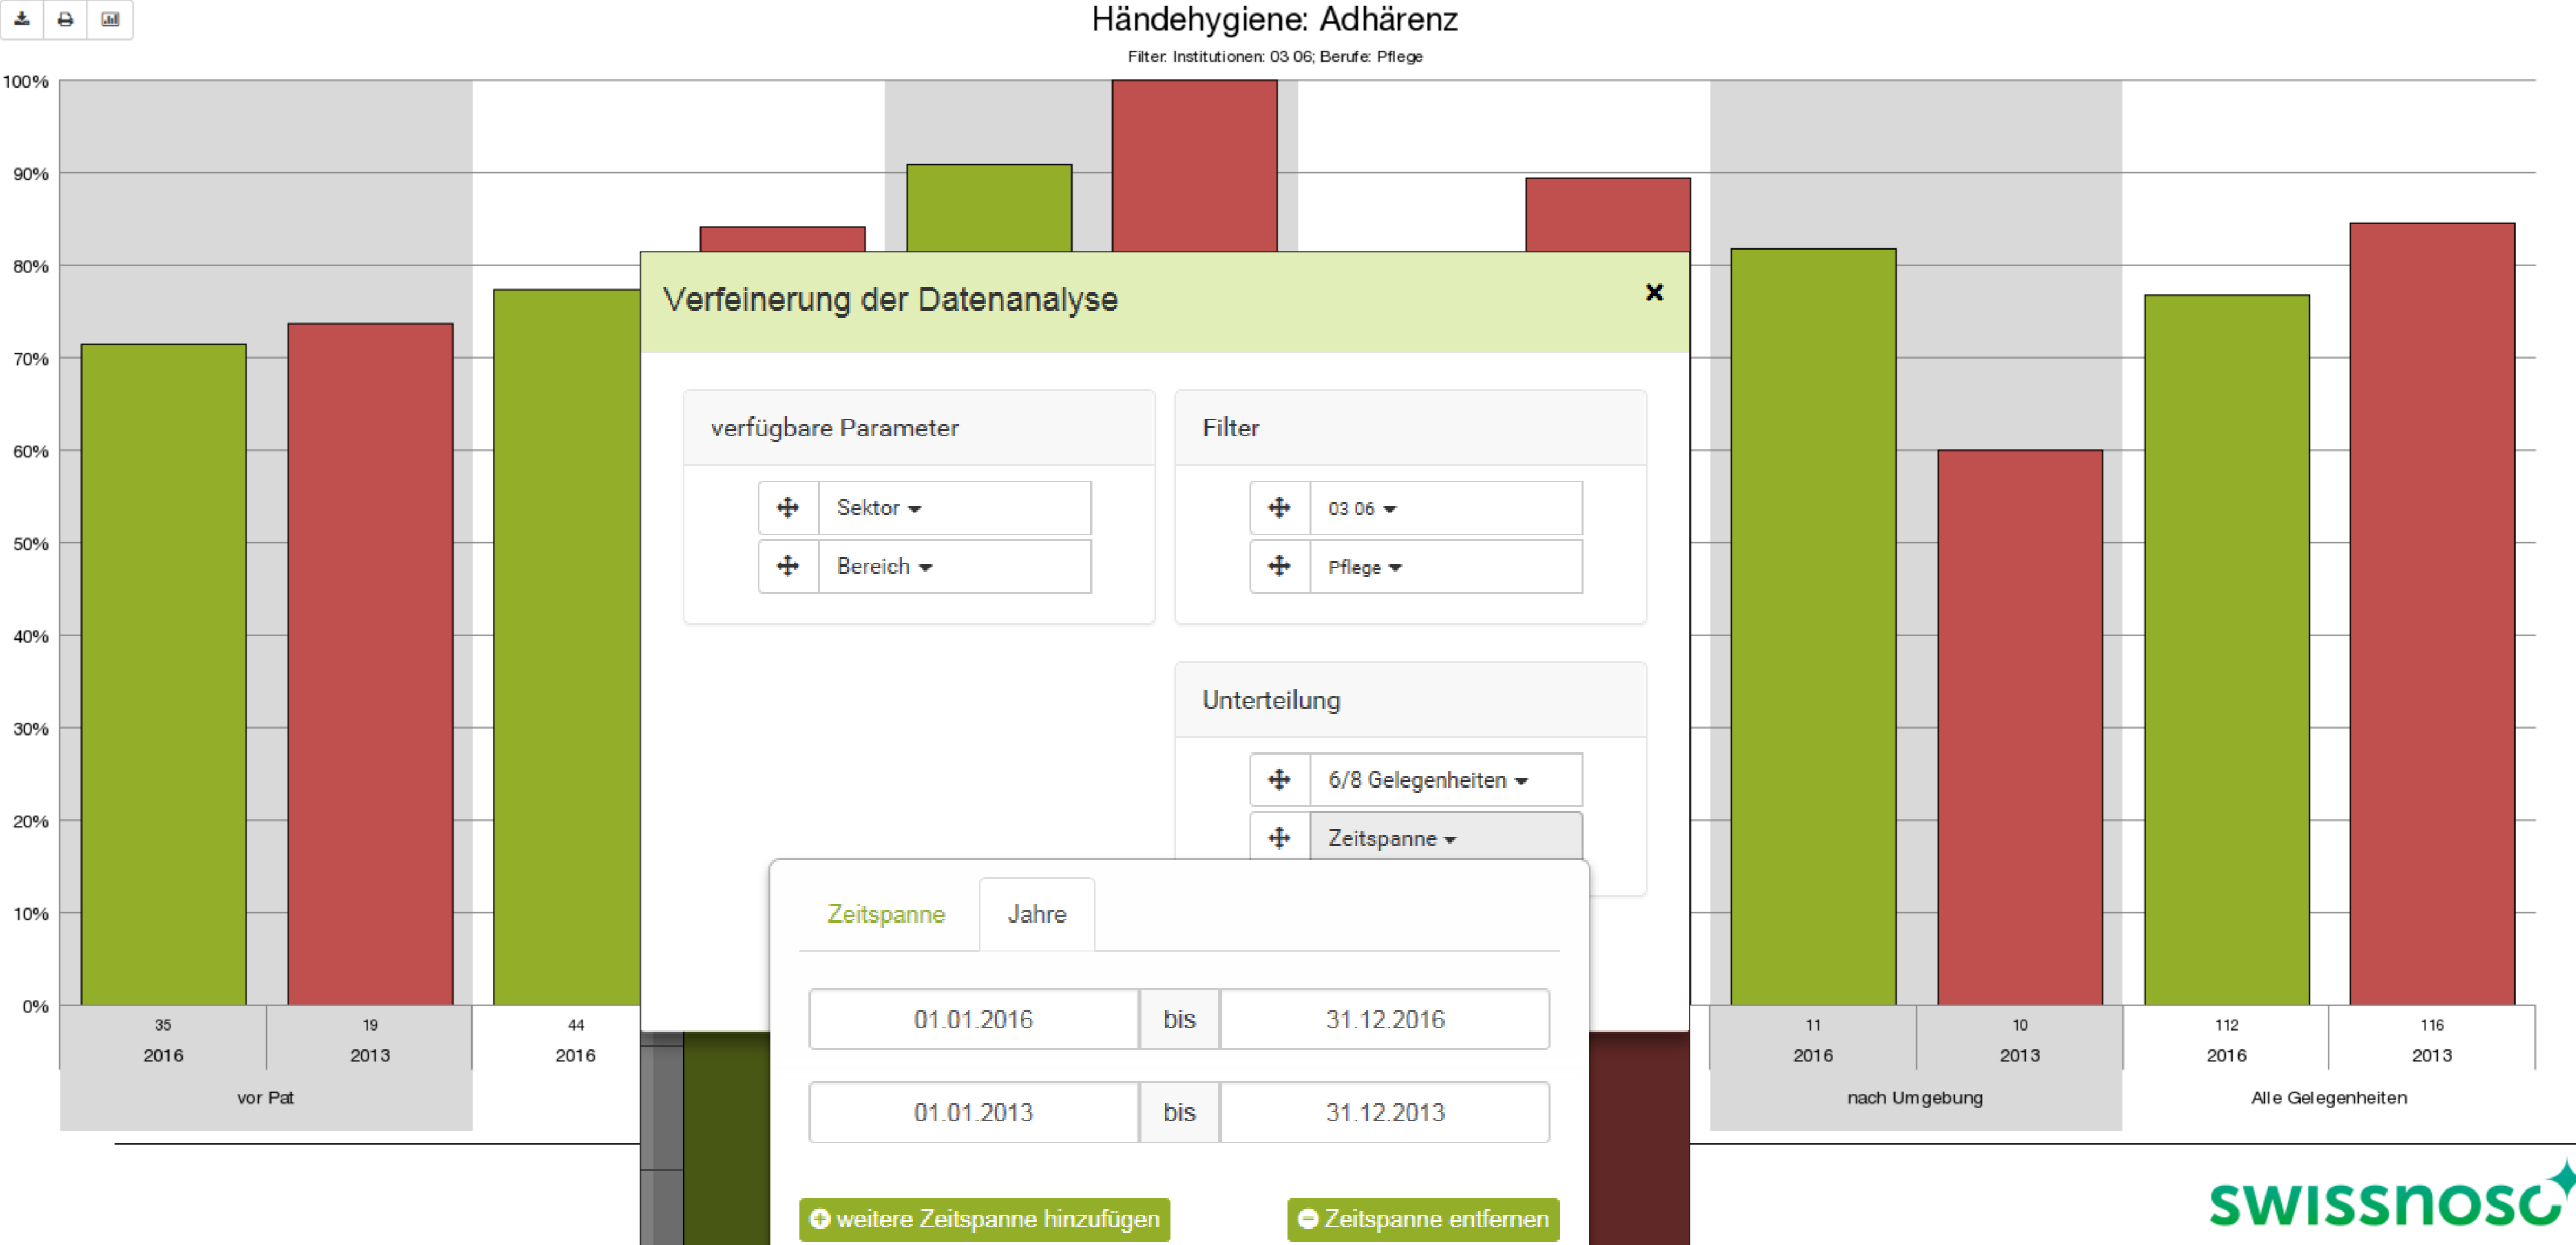 Händehygiene: Adhärenz
Filter: Institutionen: 03 06; Berufe: Pflege
100%
90%
80%
70%
60%
50%
40%
30%
20%
10%
0%
Verfeinerung der Datenanalyse
verfügbare Parameter
Sektor
Bereich
Filter
03 06
Pflege
Unterteilung
6/8 Gelegenheiten
Zeitspanne
Zeitspanne Jahre
01.01.2016 bis 31.12.2016
01.01.2013 bis 31.12.2013
weitere Zeitspanne hinzufügen
Zeitspanne entfernen
35 19 44 11 10 112 116
2016 2013 2016 2016 2013 2016 2013
vor Pat nach Umgebung Alle Gelegenheiten
swissnoso